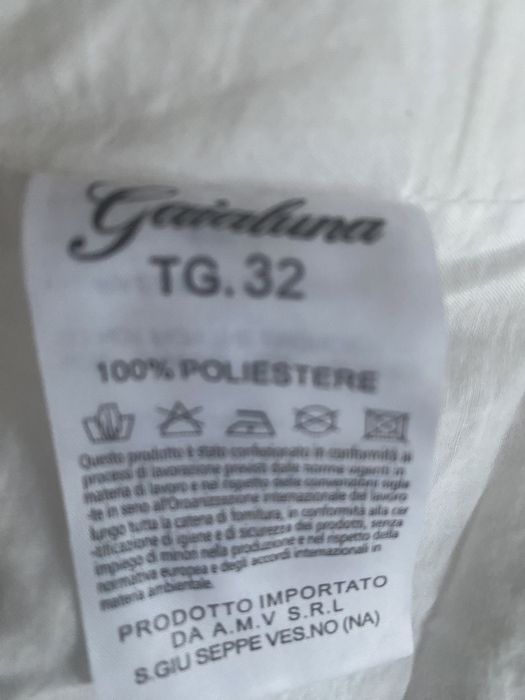 Gaialuna
TG.32
100% POLIESTERE
Questo prodotto è stato confezionato in conformità ai
processi di lavorazione previsti dalle norme vigenti in
materia di lavoro e nel rispetto delle convenzioni sigla
-te in seno all'Organizzazione internazionale del lavoro
lungo tutta la catena di fornitura, in conformità alla cer
-tificazione di igiene e di sicurezza dei prodotti, senza
impiego di minori nella produzione e nel rispetto della
normativa europea e degli accordi internazionali in
materia ambientale.
PRODOTTO IMPORTATO
DA A.M.V S.R.L
S.GIU SEPPE VES.NO (NA)